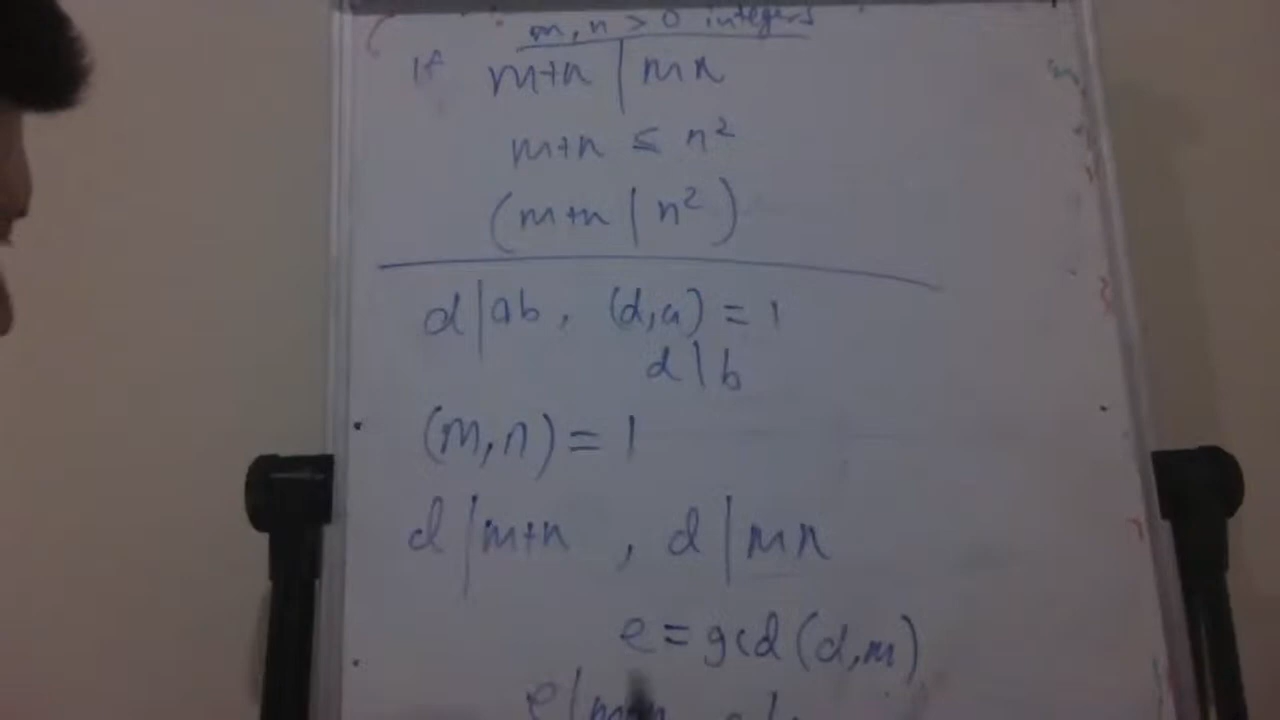 m, n > 0 integers
If m+n | mn
m+n ≤ n²
(m+n | n²)
d | ab, (d,a) = 1
d | b
(m,n) = 1
d | m+n , d | mn
e = gcd(d,m)
e | m+n